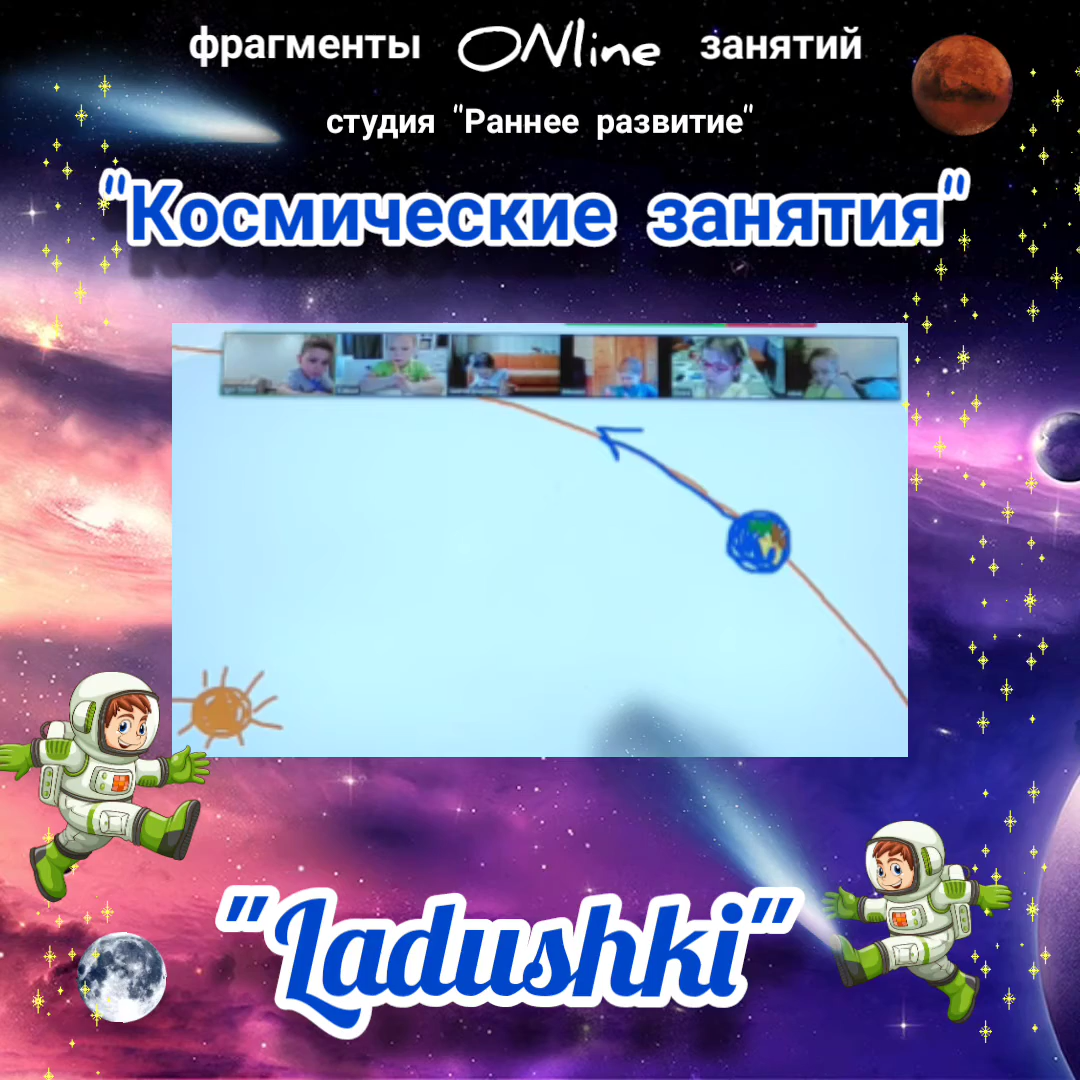 фрагменты ONline занятий
студия "Раннее развитие"
"Космические занятия"
"Ladushki"